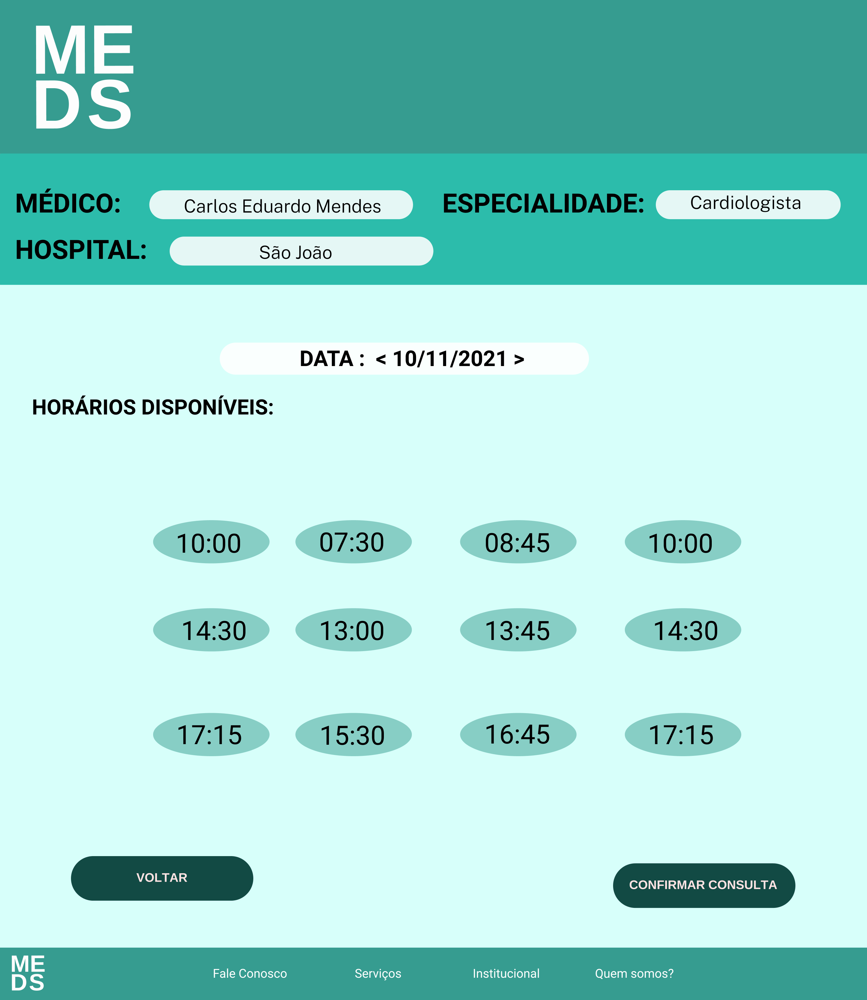 ME
DS
MÉDICO: Carlos Eduardo Mendes ESPECIALIDADE: Cardiologista
HOSPITAL: São João
DATA : < 10/11/2021 >
HORÁRIOS DISPONÍVEIS:
10:00 07:30 08:45 10:00
14:30 13:00 13:45 14:30
17:15 15:30 16:45 17:15
VOLTAR
CONFIRMAR CONSULTA
ME
DS
Fale Conosco Serviços Institucional Quem somos?